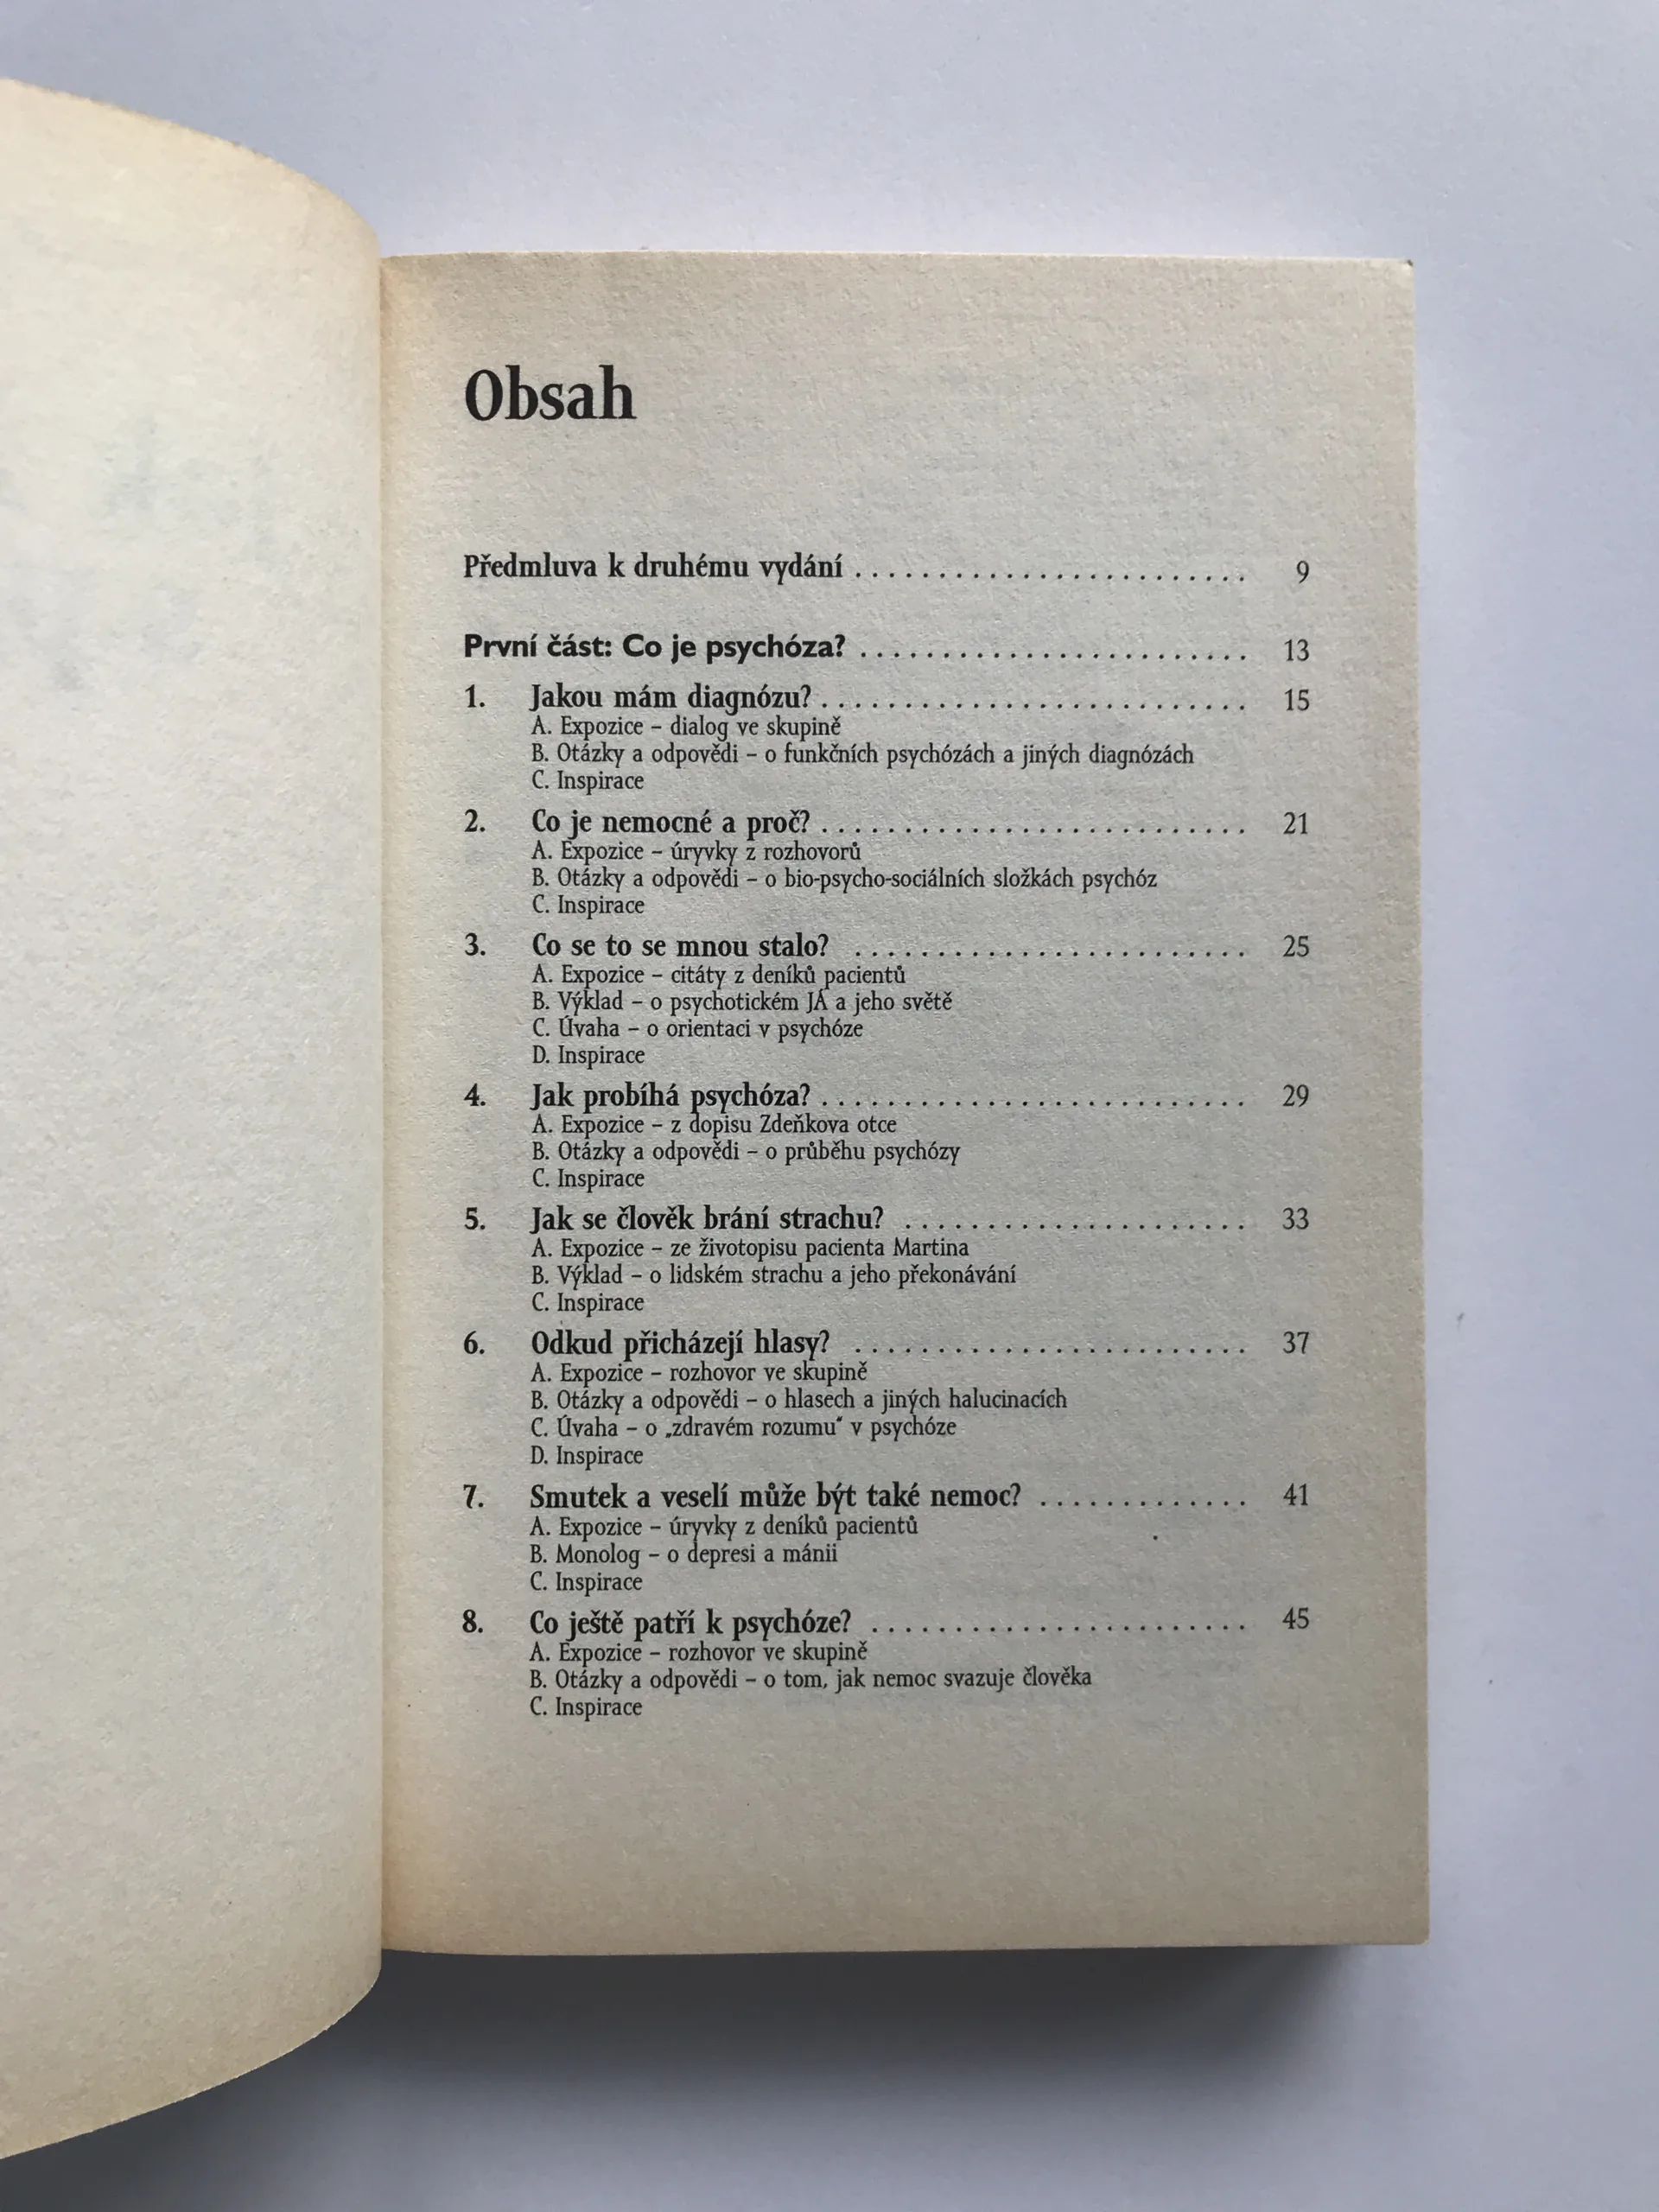 Obsah
Předmluva k druhému vydání . . . . . . . . . . . . . . . . . . . . . . . . 9
První část: Co je psychóza? . . . . . . . . . . . . . . . . . . . . . . . . 13
1. Jakou mám diagnózu? . . . . . . . . . . . . . . . . . . . . . . . . . . 15
A. Expozice – dialog ve skupině
B. Otázky a odpovědi – o funkčních psychózách a jiných diagnózách
C. Inspirace
2. Co je nemocné a proč? . . . . . . . . . . . . . . . . . . . . . . . . . . 21
A. Expozice – úryvky z rozhovorů
B. Otázky a odpovědi – o bio-psycho-sociálních složkách psychóz
C. Inspirace
3. Co se to se mnou stalo? . . . . . . . . . . . . . . . . . . . . . . . . 25
A. Expozice – citáty z deníků pacientů
B. Výklad – o psychotickém JÁ a jeho světě
C. Úvaha – o orientaci v psychóze
D. Inspirace
4. Jak probíhá psychóza? . . . . . . . . . . . . . . . . . . . . . . . . . . 29
A. Expozice – z dopisu Zdeňkova otce
B. Otázky a odpovědi – o průběhu psychózy
C. Inspirace
5. Jak se člověk brání strachu? . . . . . . . . . . . . . . . . . . . . . 33
A. Expozice – ze životopisu pacienta Martina
B. Výklad – o lidském strachu a jeho překonávání
C. Inspirace
6. Odkud přicházejí hlasy? . . . . . . . . . . . . . . . . . . . . . . . . 37
A. Expozice – rozhovor ve skupině
B. Otázky a odpovědi – o hlasech a jiných halucinacích
C. Úvaha – o „zdravém rozumu“ v psychóze
D. Inspirace
7. Smutek a veselí může být také nemoc? . . . . . . . . . . . . . 41
A. Expozice – úryvky z deníků pacientů
B. Monolog – o depresi a mánii
C. Inspirace
8. Co ještě patří k psychóze? . . . . . . . . . . . . . . . . . . . . . . . 45
A. Expozice – rozhovor ve skupině
B. Otázky a odpovědi – o tom, jak nemoc svazuje člověka
C. Inspirace